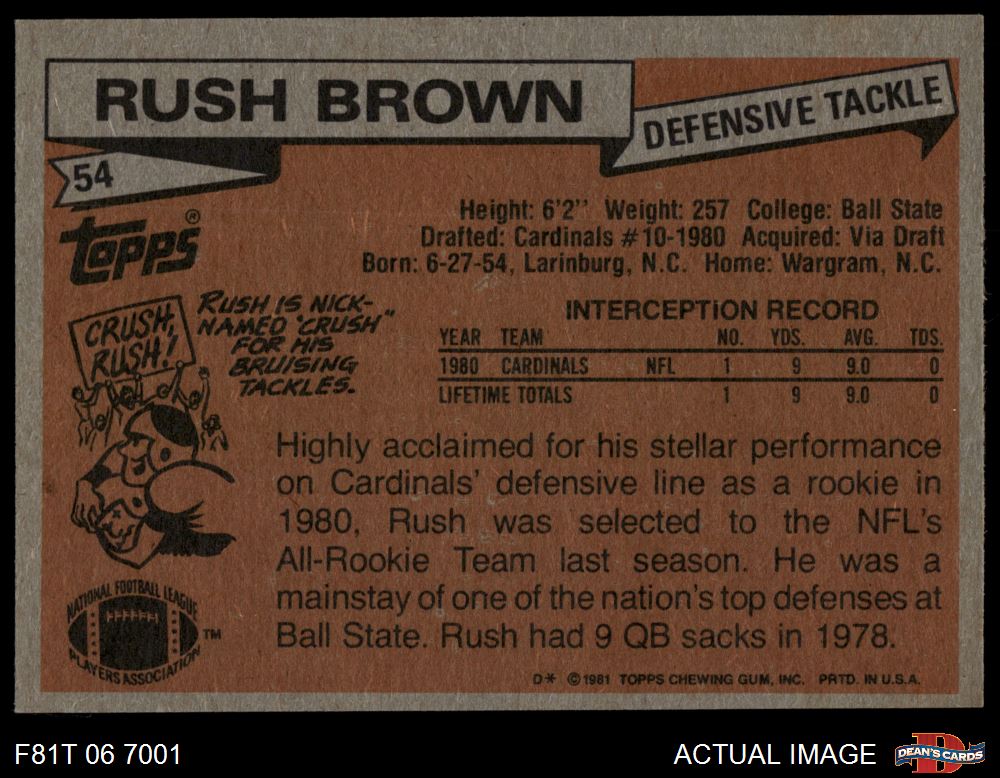 RUSH BROWN
DEFENSIVE TACKLE
54
TOPPS®
Height: 6'2'' Weight: 257 College: Ball State
Drafted: Cardinals #10-1980 Acquired: Via Draft
Born: 6-27-54, Larinburg, N.C. Home: Wargram, N.C.
CRUSH,
RUSH!
RUSH IS NICK-
NAMED "CRUSH"
FOR HIS
BRUISING
TACKLES.
INTERCEPTION RECORD
YEAR TEAM NO. YDS. AVG. TDS.
1980 CARDINALS NFL 1 9 9.0 0
LIFETIME TOTALS 1 9 9.0 0
Highly acclaimed for his stellar performance
on Cardinals' defensive line as a rookie in
1980, Rush was selected to the NFL's
All-Rookie Team last season. He was a
mainstay of one of the nation's top defenses at
Ball State. Rush had 9 QB sacks in 1978.
NATIONAL FOOTBALL LEAGUE
PLAYERS ASSOCIATION
TM
D* ©1981 TOPPS CHEWING GUM, INC. PRTD. IN U.S.A.
F81T 06 7001
ACTUAL IMAGE
DEAN'S CARDS